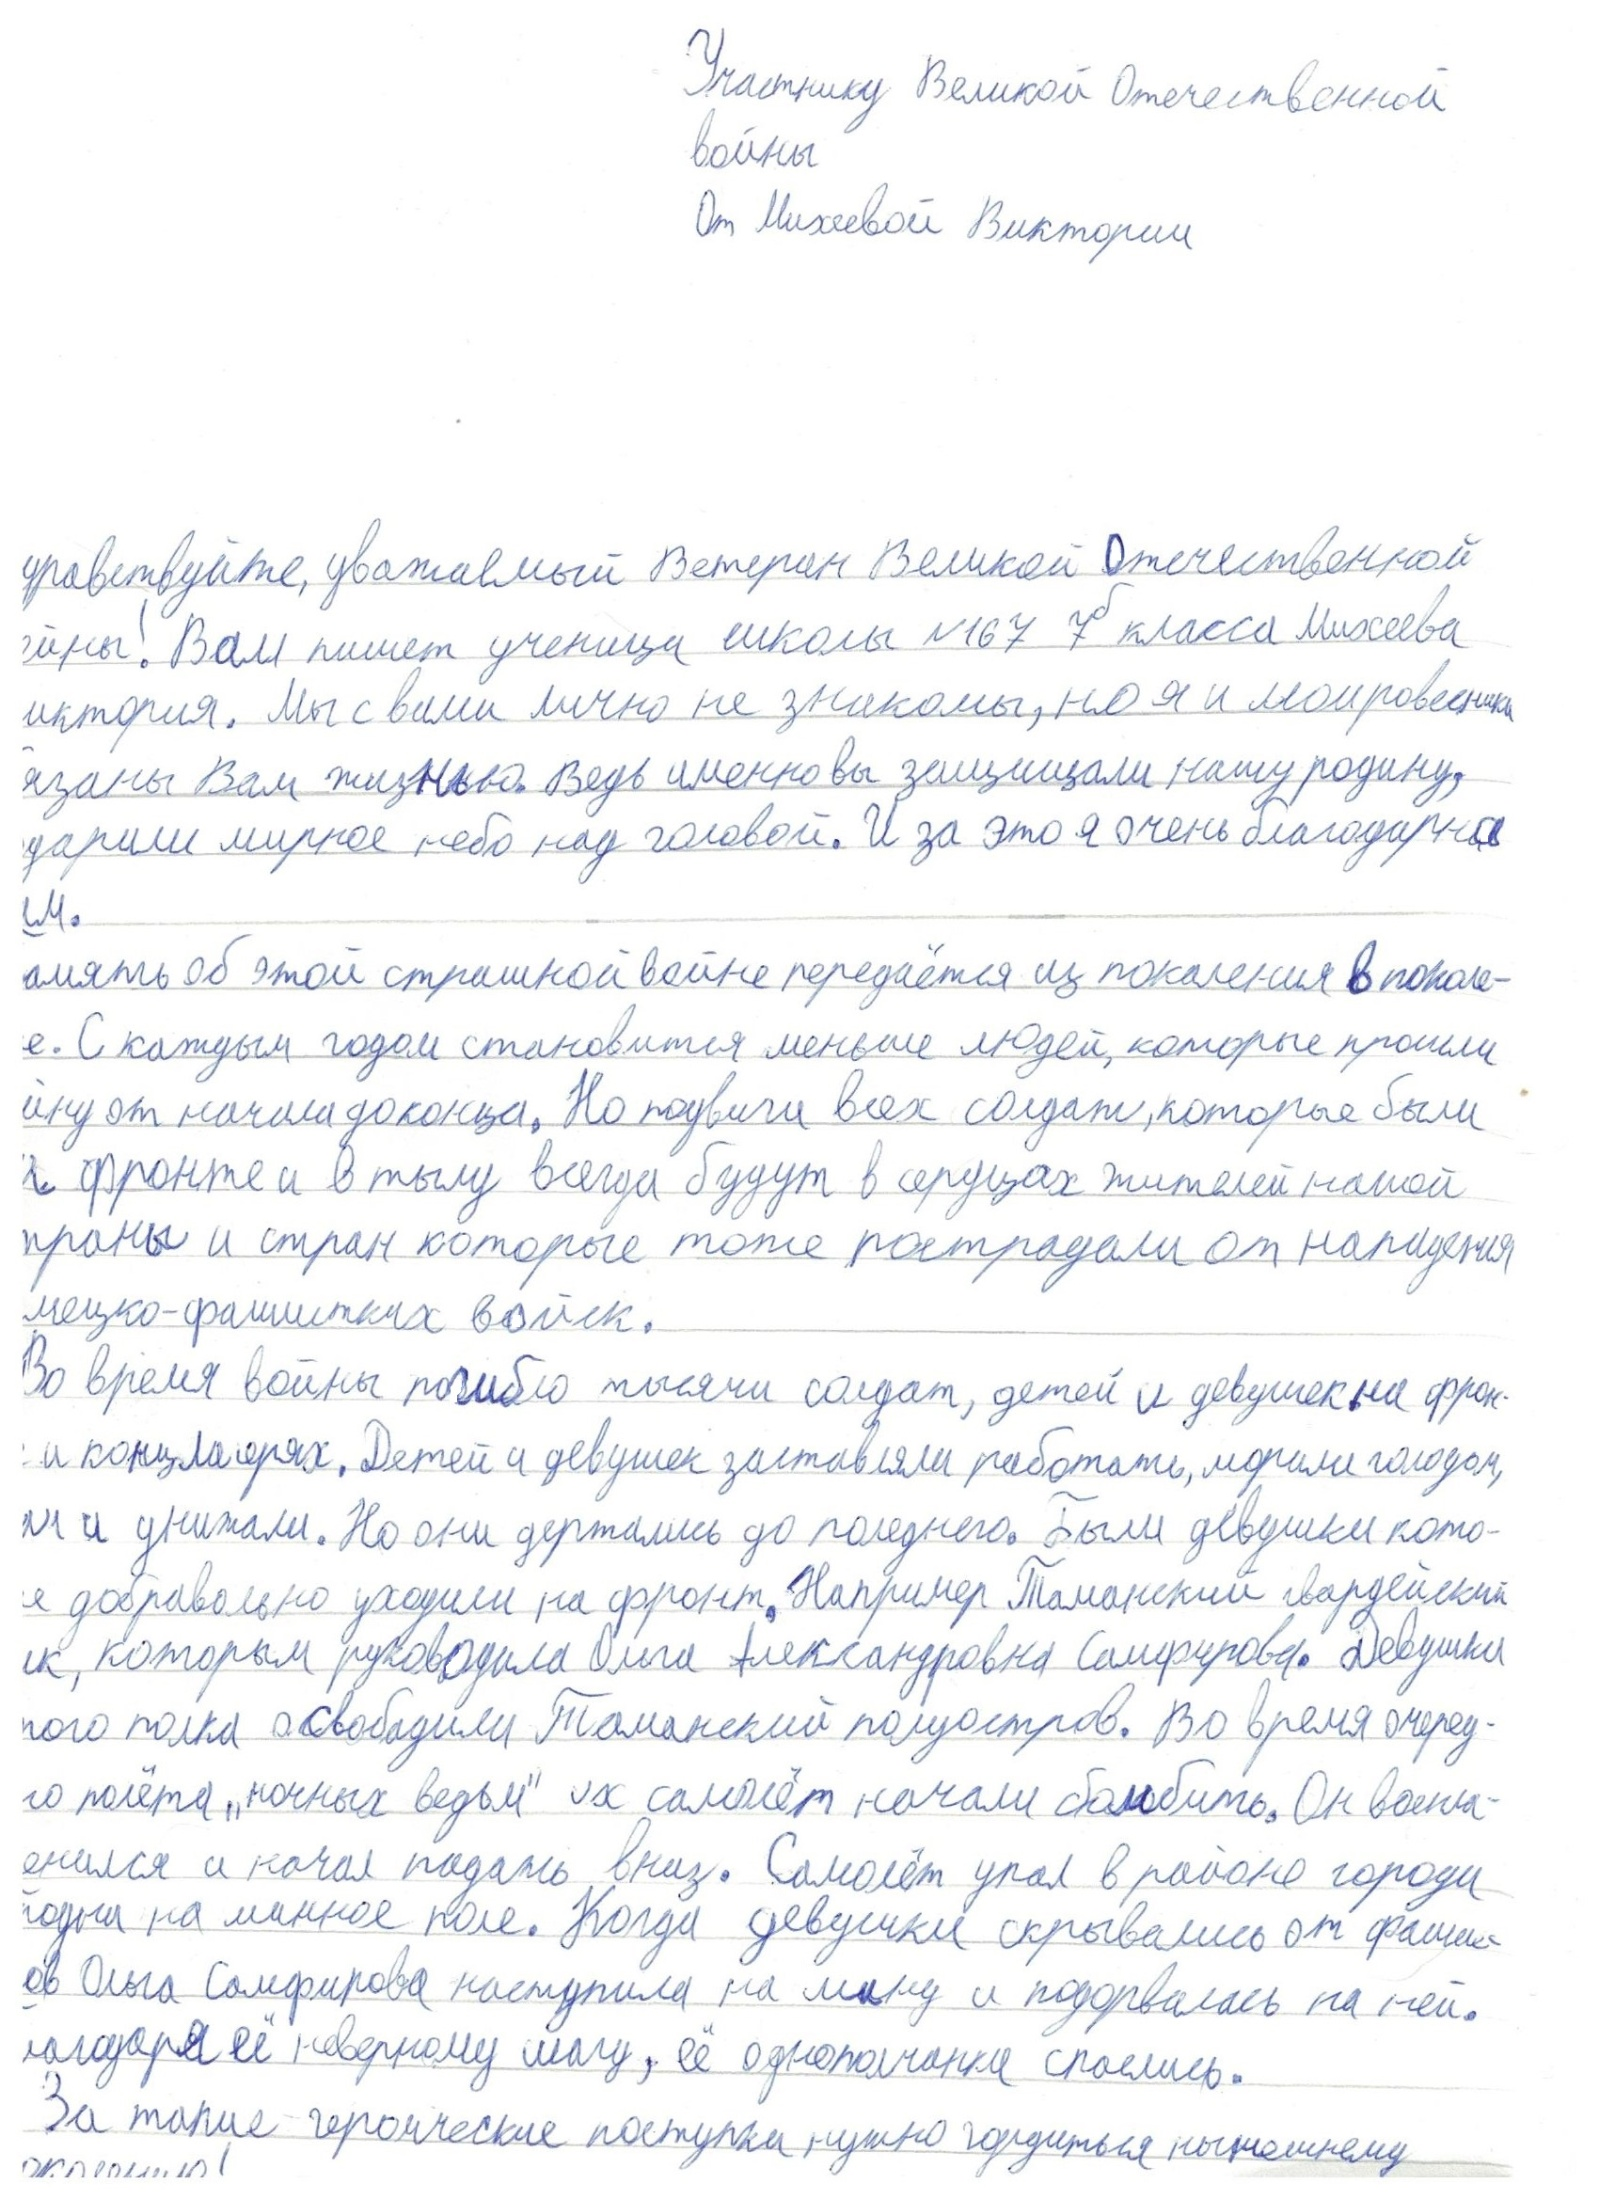 Участнику Великой Отечественной
войны
От Михеевой Виктории
дравствуйте, уважаемый Ветеран Великой Отечественной
йны! Вам пишет ученица школы №167 7б класса Михеева
иктория. Мы с вами лично не знакомы, но я и мои ровесники
язаны Вам жизнью. Ведь именно вы защищали нашу родину,
дарили мирное небо над головой. И за это я очень благодарна
м.
амять об этой страшной войне передаётся из поколения в поколе-
е. С каждым годом становится меньше людей, которые прошли
йну от начала до конца. Но подвиги всех солдат, которые были
а фронте и в тылу всегда будут в сердцах жителей нашей
траны и стран которые тоже пострадали от нападения
мецко-фашистких войск.
Во время войны погибло тысячи солдат, детей и девушек на фрон-
и концлагерях. Детей и девушек заставляли работать, морили голодом,
ли и унижали. Но они держались до последнего. Были девушки кото-
е добравольно уходили на фронт. Например Таманский гвардейский
лк, которым руководила Ольга Александровна Санфирова. Девушки
того полка освободили Таманский полуостров. Во время очеред-
го полёта „ночных ведьм" их самолёт начали бомбить. Он воспла-
енился и начал падать вниз. Самолёт упал в районе города
родна на минное поле. Когда девушки скрывались от фашис-
ов Ольга Санфирова наступила на мину и подорвалась на ней.
лагодаря её неверному шагу, её однополчанки спаслись.
За такие героические поступки нужно гордиться нынешнему
околению!